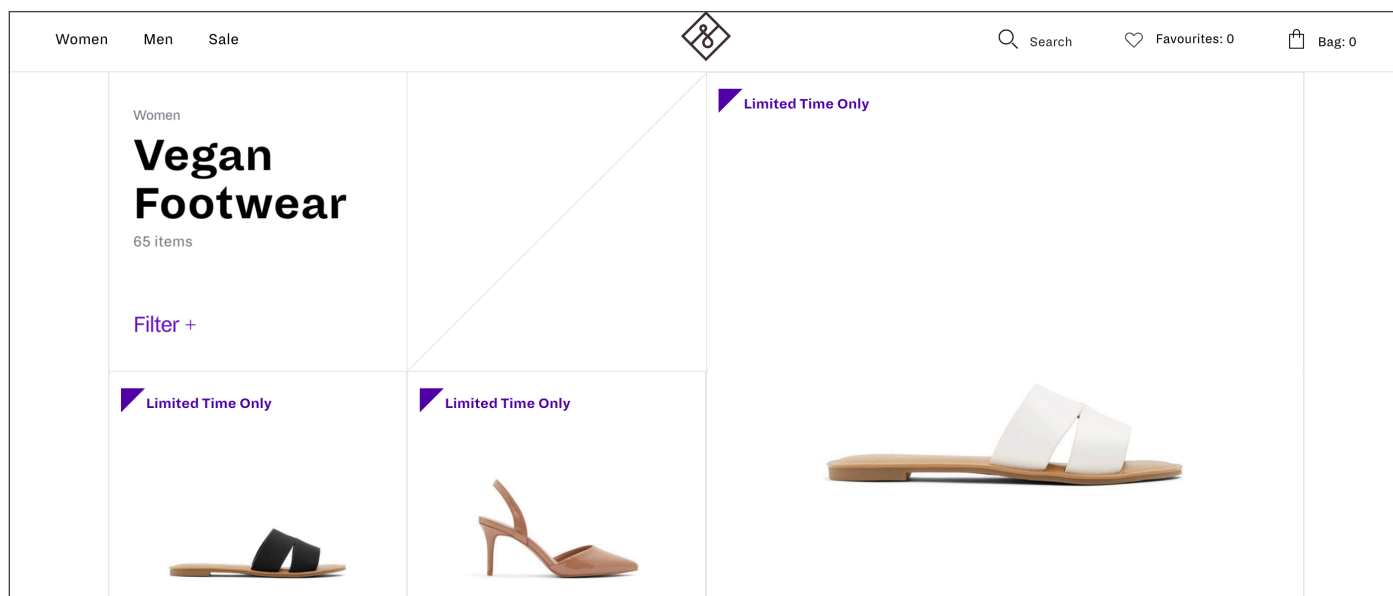 Women
Men
Sale
Search
Favourites: 0
Bag: 0
Women
Vegan
Footwear
65 items
Filter +
Limited Time Only
Limited Time Only
Limited Time Only